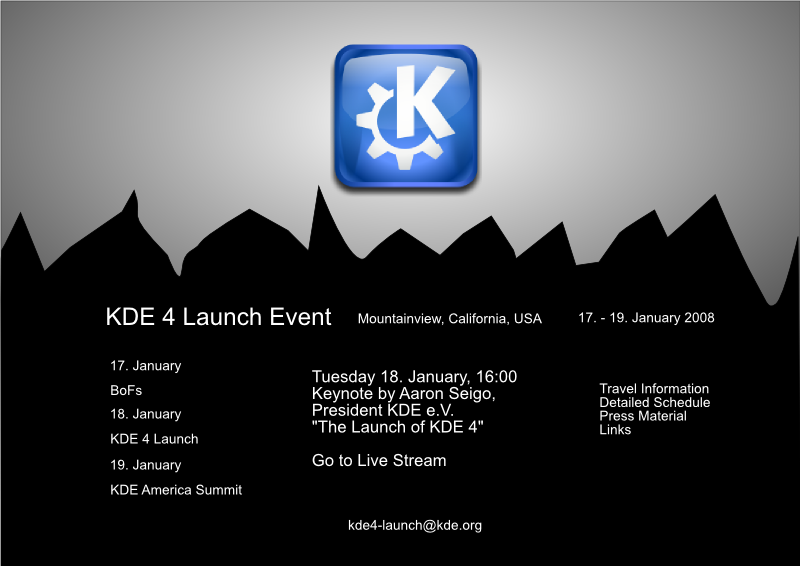 K
KDE 4 Launch Event
Mountainview, California, USA
17. - 19. January 2008
17. January
BoFs
18. January
KDE 4 Launch
19. January
KDE America Summit
Tuesday 18. January, 16:00
Keynote by Aaron Seigo,
President KDE e.V.
"The Launch of KDE 4"
Go to Live Stream
Travel Information
Detailed Schedule
Press Material
Links
kde4-launch@kde.org